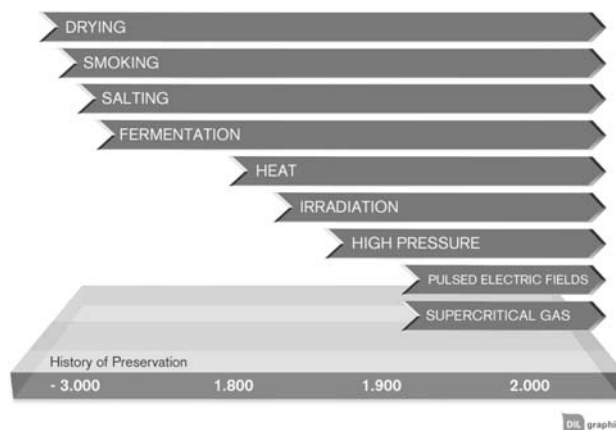 DRYING
SMOKING
SALTING
FERMENTATION
HEAT
IRRADIATION
HIGH PRESSURE
PULSED ELECTRIC FIELDS
SUPERCRITICAL GAS
History of Preservation
- 3.000 1.800 1.900 2.000
DIL graphi